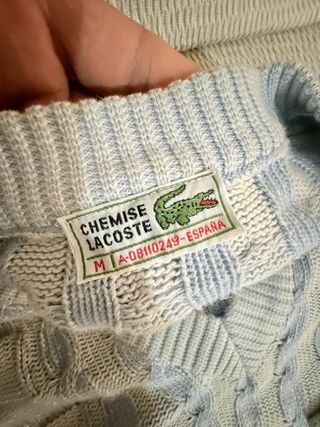 CHEMISE
LACOSTE
M A-08110249-ESPAÑA